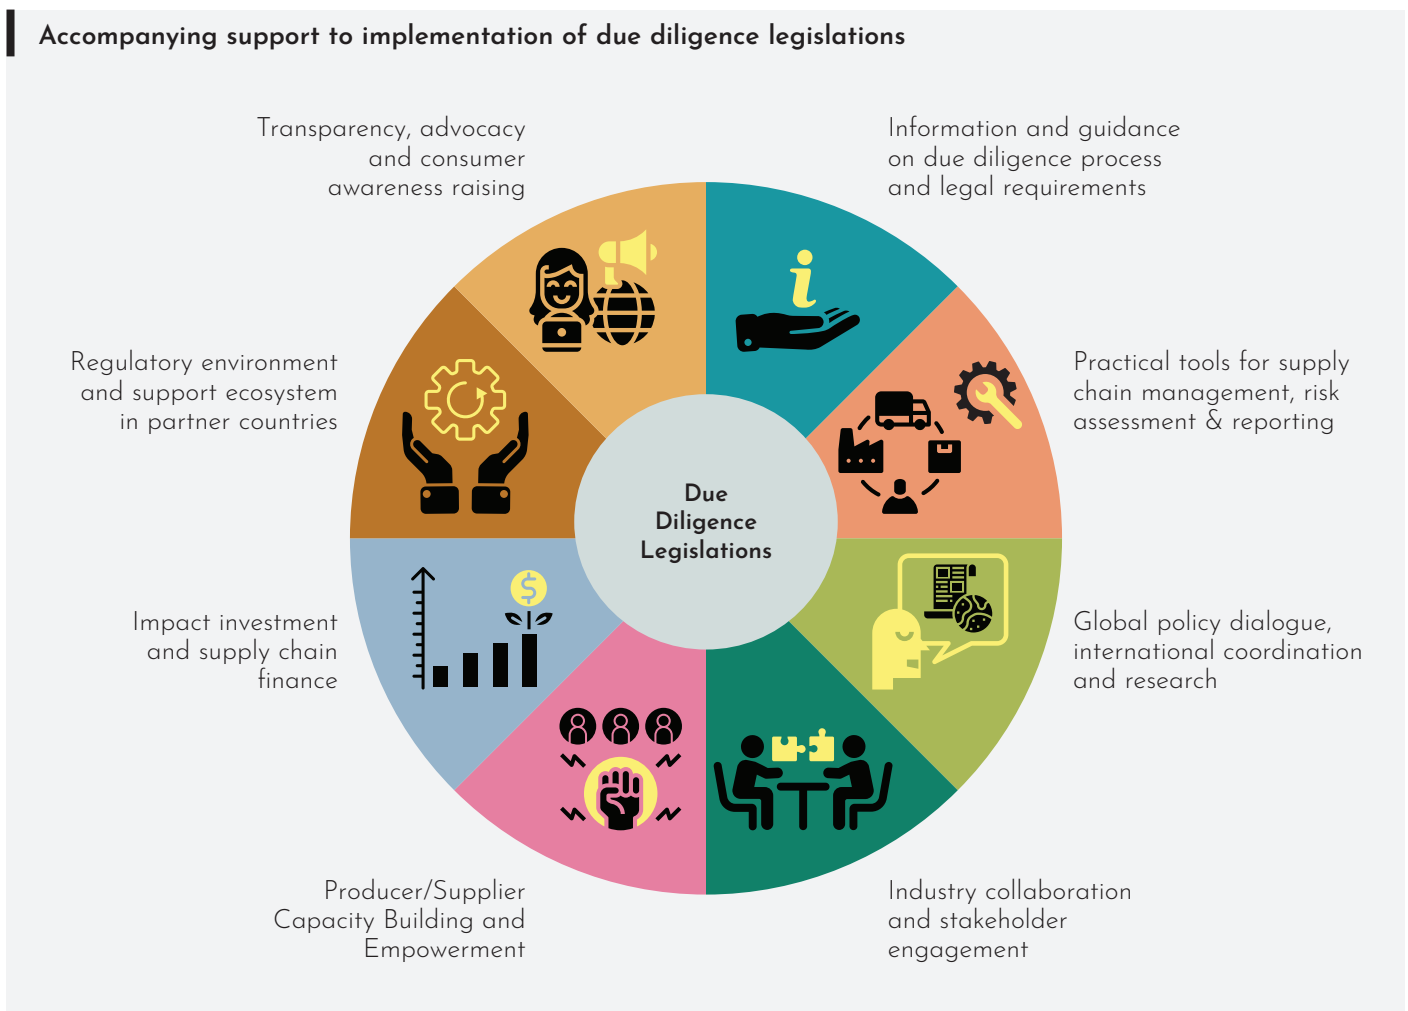 Accompanying support to implementation of due diligence legislations
Transparency, advocacy
and consumer
awareness raising
Information and guidance
on due diligence process
and legal requirements
Regulatory environment
and support ecosystem
in partner countries
Practical tools for supply
chain management, risk
assessment & reporting
Due
Diligence
Legislations
Impact investment
and supply chain
finance
Global policy dialogue,
international coordination
and research
Producer/Supplier
Capacity Building and
Empowerment
Industry collaboration
and stakeholder
engagement